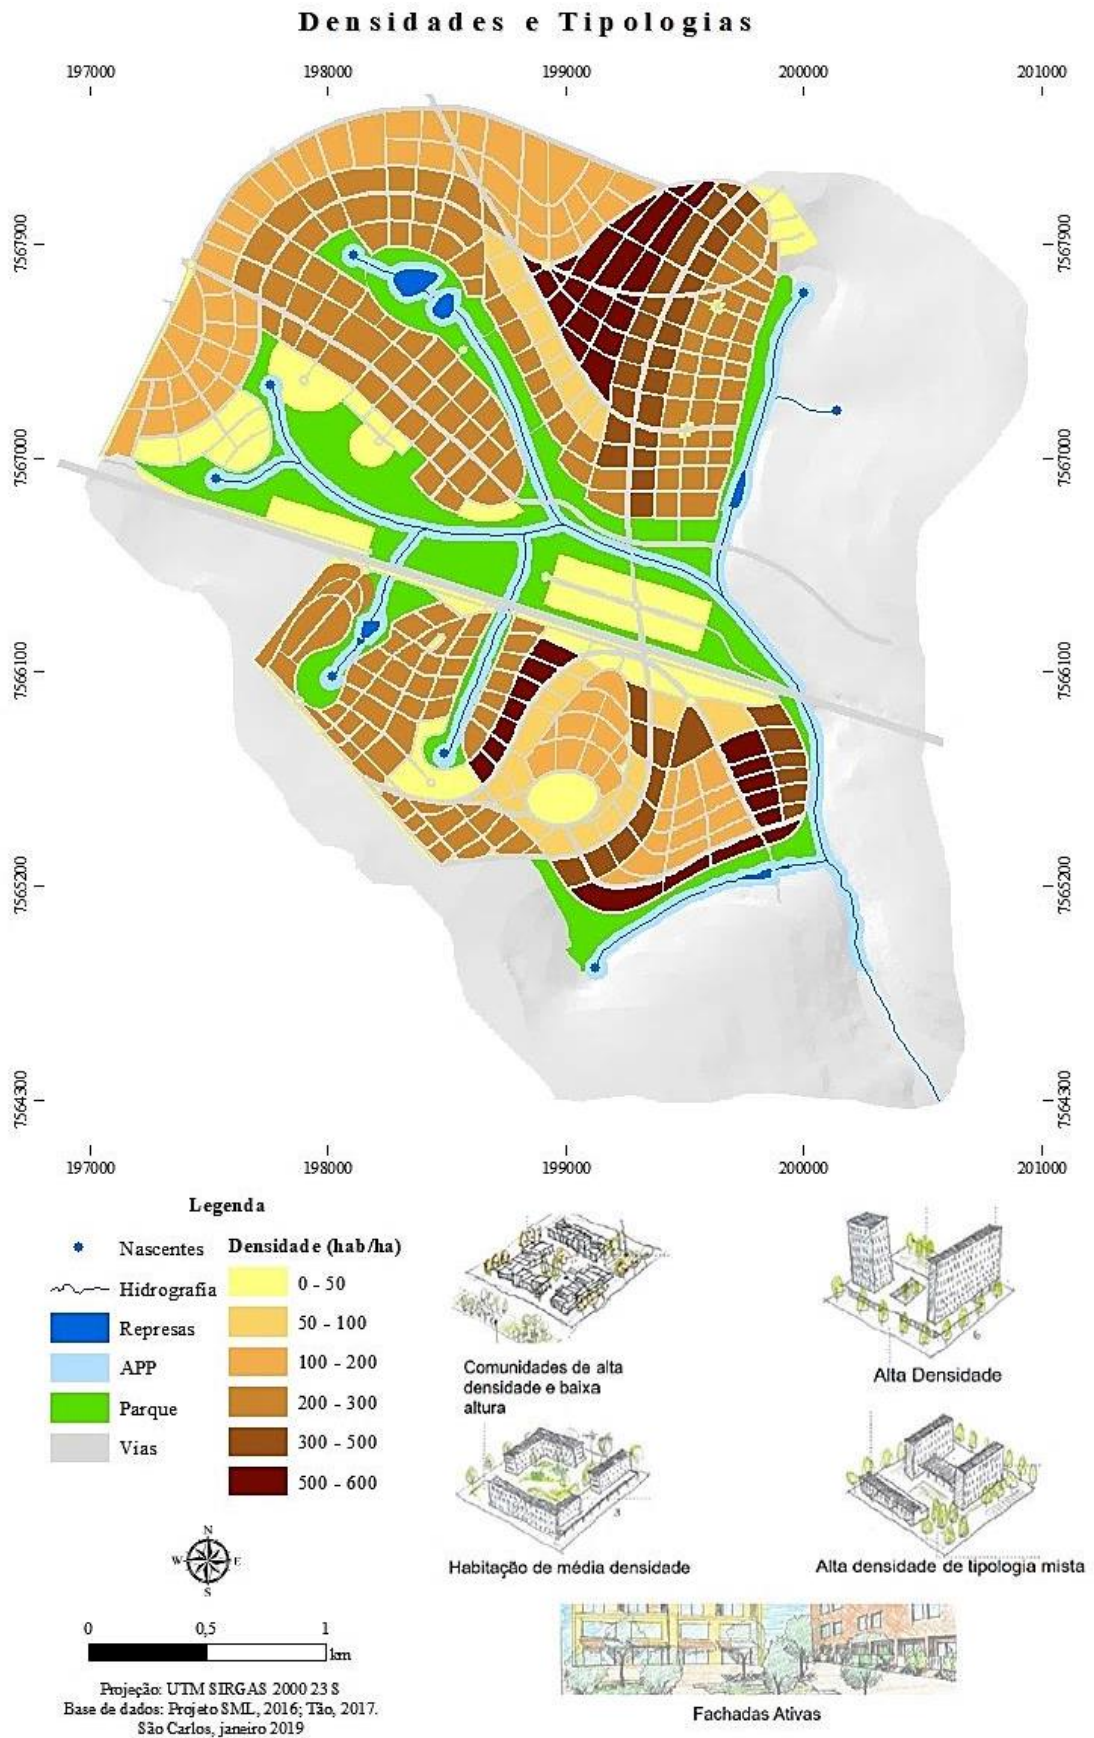 Densidades e Tipologias
197000 198000 199000 200000 201000
7567900 7567900
7567000 7567000
7566100 7566100
7565200 7565200
7564300 7564300
197000 198000 199000 200000 201000
Legenda
Nascentes
Hidrografia
Represas
APP
Parque
Vias
Densidade (hab/ha)
0 - 50
50 - 100
100 - 200
200 - 300
300 - 500
500 - 600
N
W E
S
0 0,5 1
km
Projeção: UTM SIRGAS 2000 23 S
Base de dados: Projeto SML, 2016; Tão, 2017.
São Carlos, janeiro 2019
Comunidades de alta
densidade e baixa
altura
6
Alta Densidade
3
Habitação de média densidade
Alta densidade de tipologia mista
Fachadas Ativas